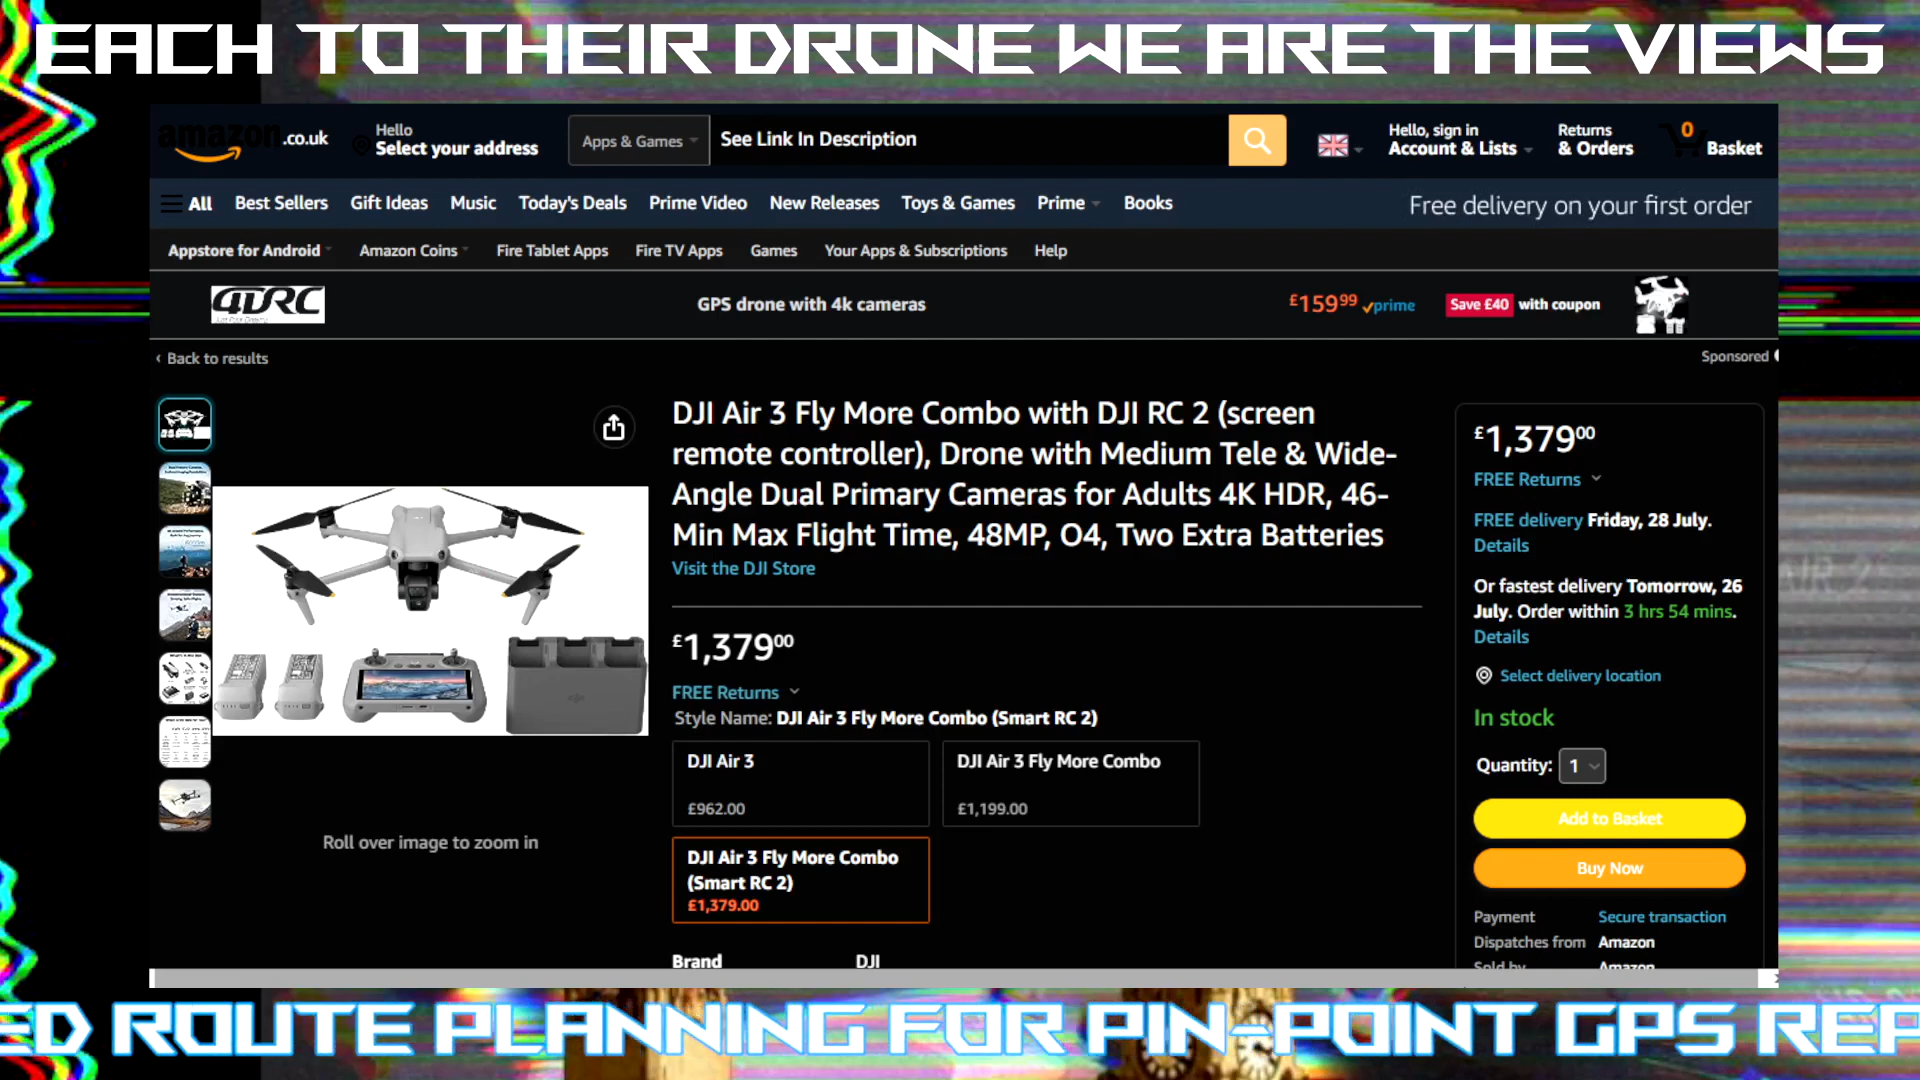 EACH TO THEIR DRONE WE ARE THE VIEWS
amazon.co.uk
Hello
Select your address
Apps & Games
See Link In Description
Hello, sign in
Account & Lists
Returns
& Orders
0
Basket
All
Best Sellers
Gift Ideas
Music
Today's Deals
Prime Video
New Releases
Toys & Games
Prime
Books
Free delivery on your first order
Appstore for Android
Amazon Coins
Fire Tablet Apps
Fire TV Apps
Games
Your Apps & Subscriptions
Help
4DRC
GPS drone with 4k cameras
£159.99 prime
Save £40 with coupon
‹ Back to results
Sponsored
DJI Air 3 Fly More Combo with DJI RC 2 (screen
remote controller), Drone with Medium Tele & Wide-
Angle Dual Primary Cameras for Adults 4K HDR, 46-
Min Max Flight Time, 48MP, O4, Two Extra Batteries
Visit the DJI Store
£1,379.00
FREE Returns
Style Name: DJI Air 3 Fly More Combo (Smart RC 2)
DJI Air 3
£962.00
DJI Air 3 Fly More Combo
£1,199.00
DJI Air 3 Fly More Combo
(Smart RC 2)
£1,379.00
Brand
DJI
Roll over image to zoom in
£1,379.00
FREE Returns
FREE delivery Friday, 28 July.
Details
Or fastest delivery Tomorrow, 26
July. Order within 3 hrs 54 mins.
Details
Select delivery location
In stock
Quantity: 1
Add to Basket
Buy Now
Payment
Secure transaction
Dispatches from
Amazon
Sold by
Amazon
ED ROUTE PLANNING FOR PIN-POINT GPS REP